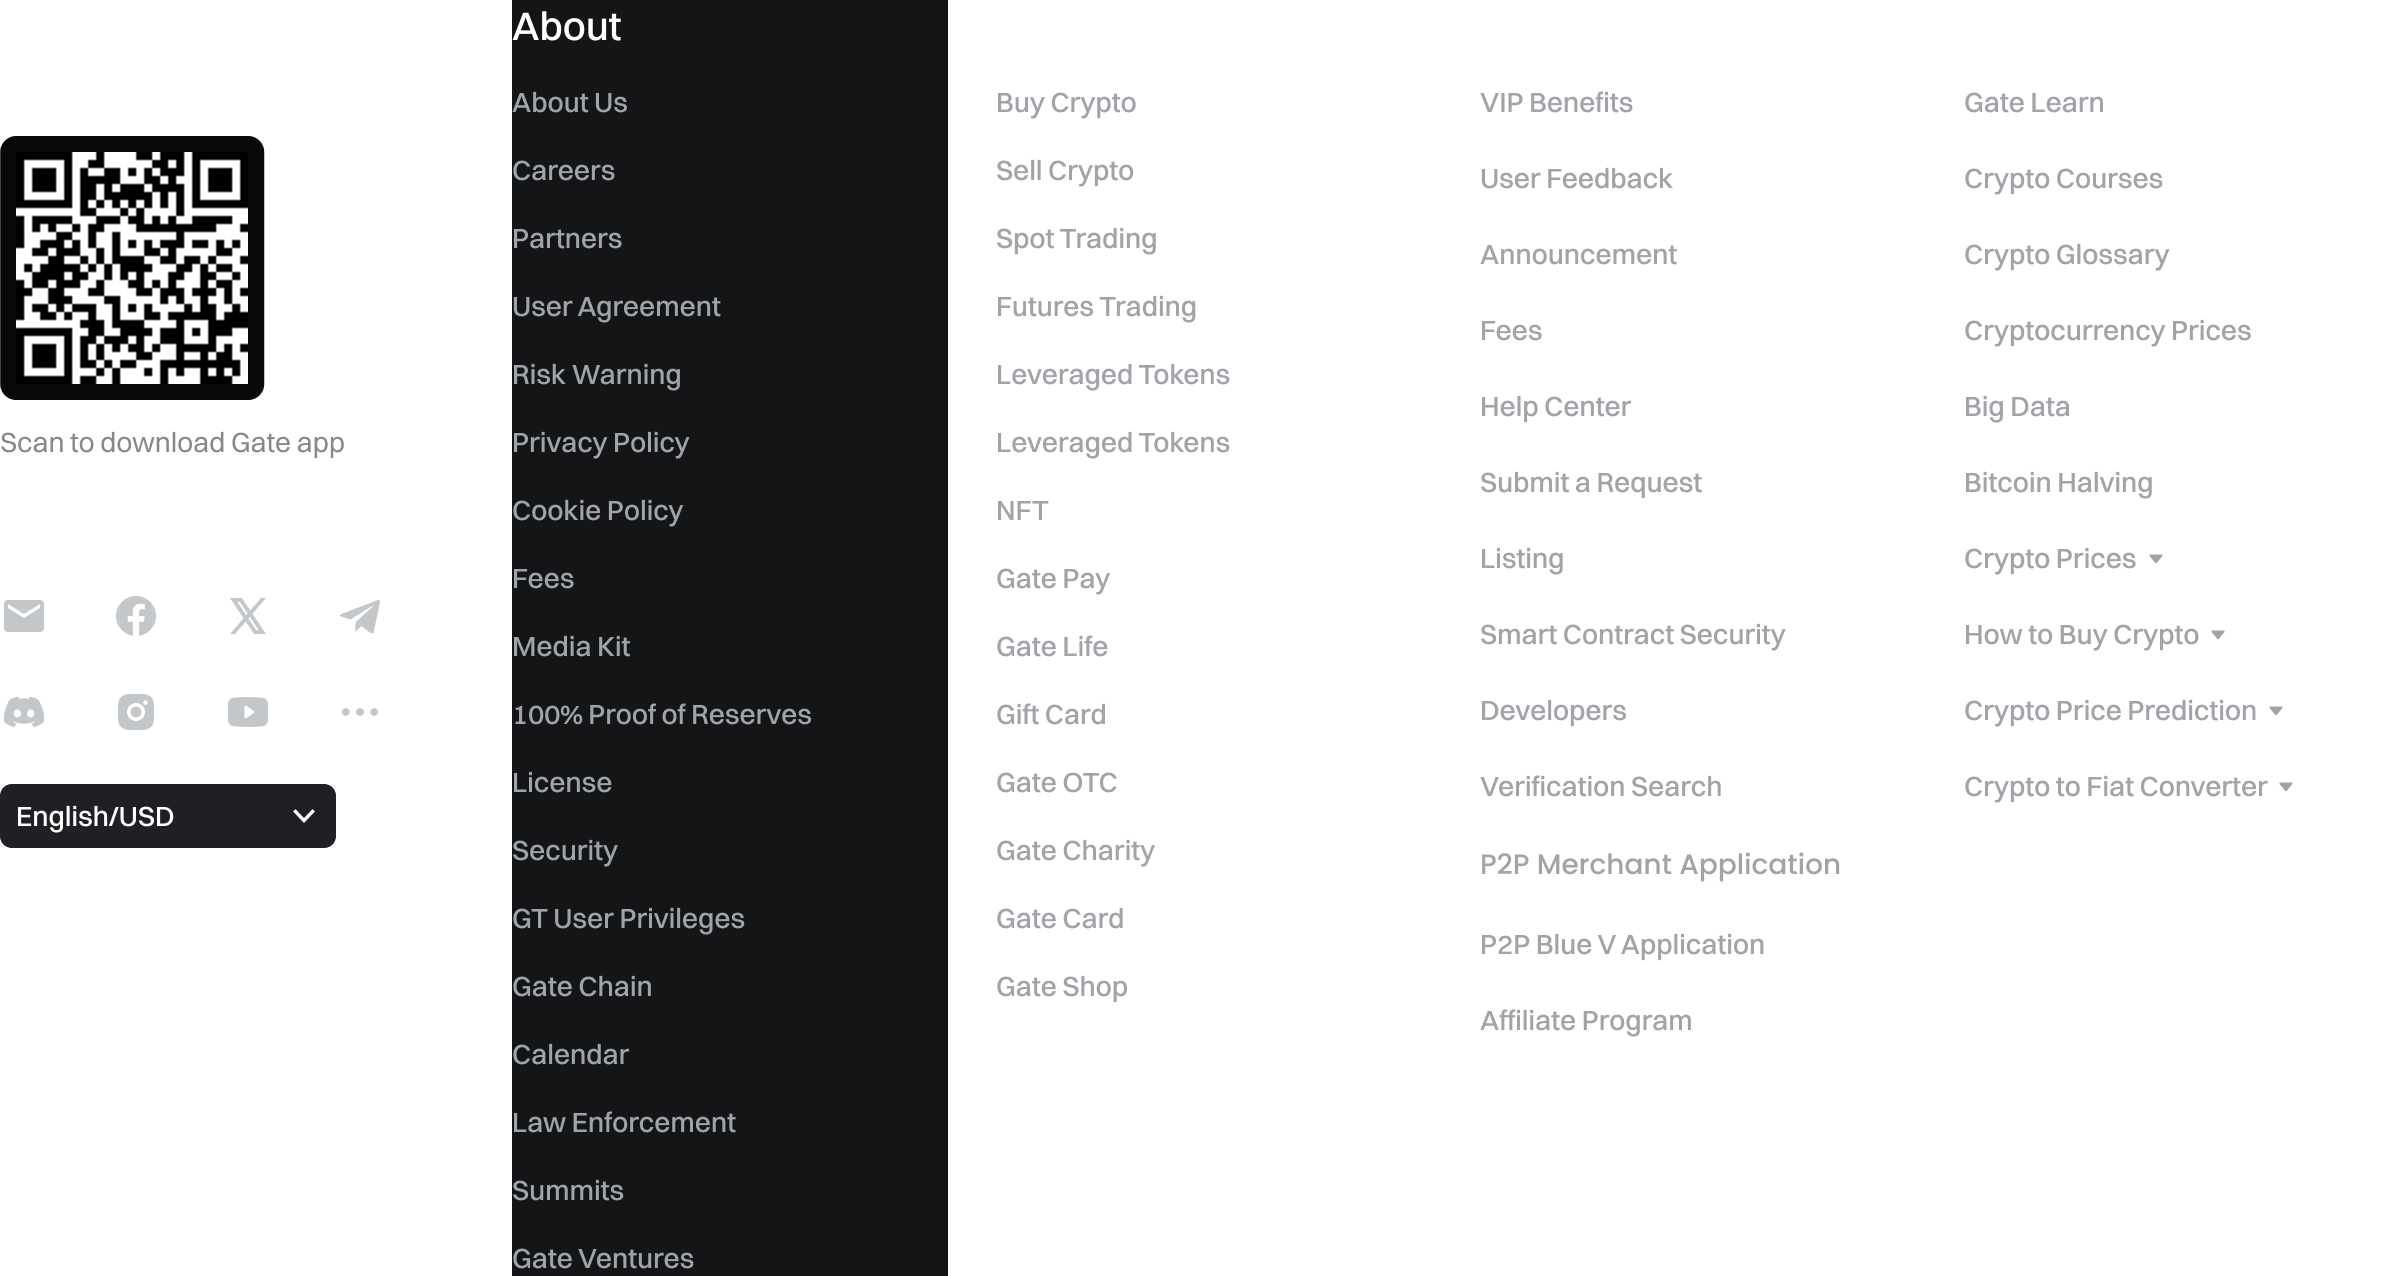 Scan to download Gate app
English/USD
About
About Us
Careers
Partners
User Agreement
Risk Warning
Privacy Policy
Cookie Policy
Fees
Media Kit
100% Proof of Reserves
License
Security
GT User Privileges
Gate Chain
Calendar
Law Enforcement
Summits
Gate Ventures
Buy Crypto
Sell Crypto
Spot Trading
Futures Trading
Leveraged Tokens
Leveraged Tokens
NFT
Gate Pay
Gate Life
Gift Card
Gate OTC
Gate Charity
Gate Card
Gate Shop
VIP Benefits
User Feedback
Announcement
Fees
Help Center
Submit a Request
Listing
Smart Contract Security
Developers
Verification Search
P2P Merchant Application
P2P Blue V Application
Affiliate Program
Gate Learn
Crypto Courses
Crypto Glossary
Cryptocurrency Prices
Big Data
Bitcoin Halving
Crypto Prices
How to Buy Crypto
Crypto Price Prediction
Crypto to Fiat Converter